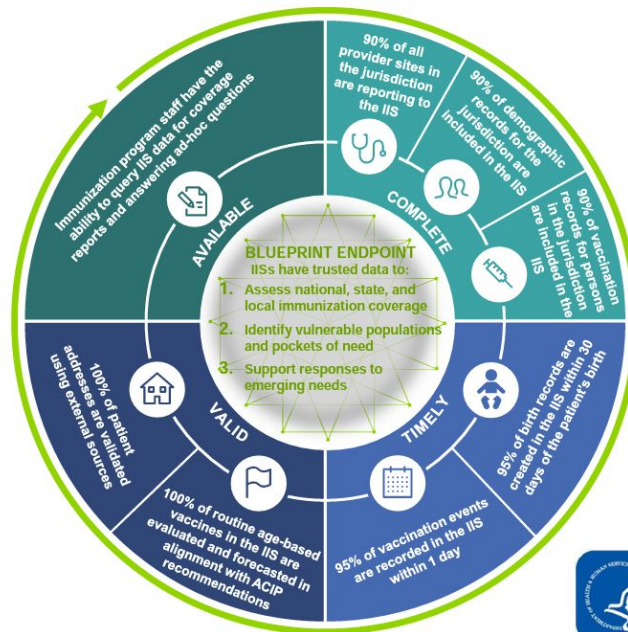 Immunization program staff have the
ability to query IIS data for coverage
reports and answering ad-hoc questions
AVAILABLE
90% of all
provider sites in
the jurisdiction
are reporting to
the IIS
90% of demographic
records for the
jurisdiction are
included in the IIS
90% of vaccination
records for persons
in the jurisdiction
are included in the
IIS
COMPLETE
BLUEPRINT ENDPOINT
IISs have trusted data to:
1. Assess national, state, and
local immunization coverage
2. Identify vulnerable populations
and pockets of need
3. Support responses to
emerging needs
95% of birth records are
created in the IIS within 30
days of the patient's birth
95% of vaccination events
are recorded in the IIS
within 1 day
TIMELY
100% of routine age-based
vaccines in the IIS are
evaluated and forecasted in
alignment with ACIP
recommendations
100% of patient
addresses are validated
using external sources
VALID
DEPARTMENT OF HEALTH & HUMAN SERVICE